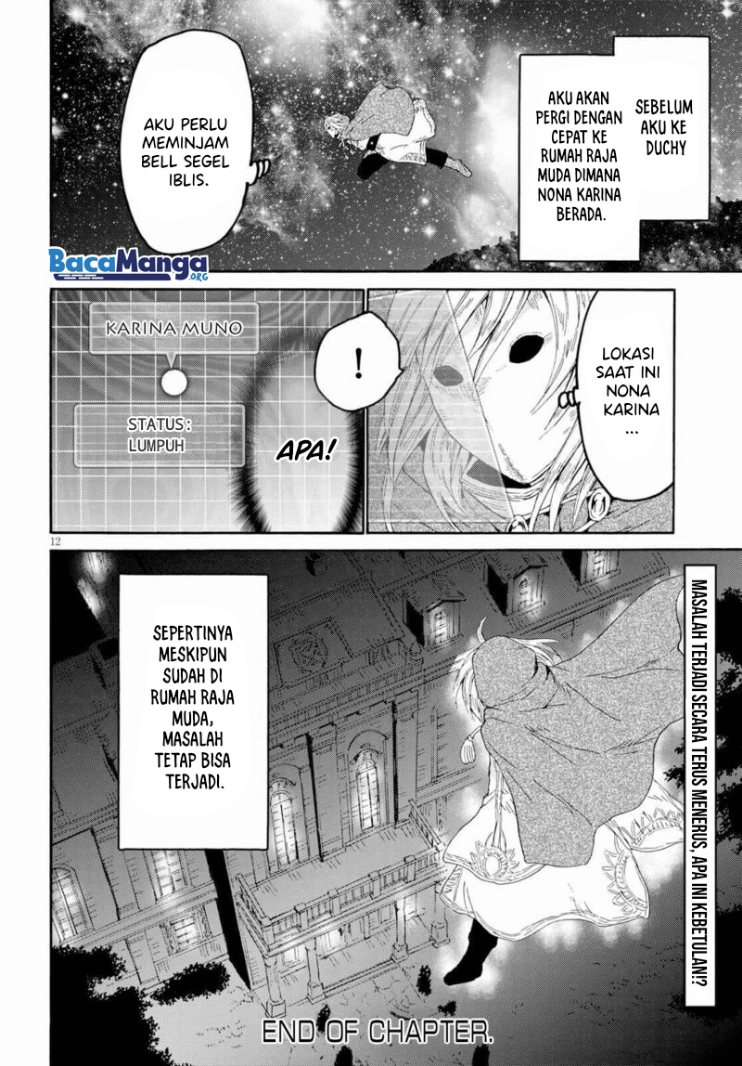 SEBELUM
AKU KE
DUCHY
AKU AKAN
PERGI DENGAN
CEPAT KE
RUMAH RAJA
MUDA DIMANA
NONA KARINA
BERADA.
AKU PERLU
MEMINJAM
BELL SEGEL
IBLIS.
BacaManga
.ORG
LOKASI
SAAT INI
NONA
KARINA
...
!
APA!
KARINA MUNO
STATUS:
LUMPUH
12
MASALAH TERJADI SECARA TERUS MENERUS, APA INI KEBETULAN!?
SEPERTINYA
MESKIPUN
SUDAH DI
RUMAH RAJA
MUDA,
MASALAH
TETAP BISA
TERJADI.
END OF CHAPTER.